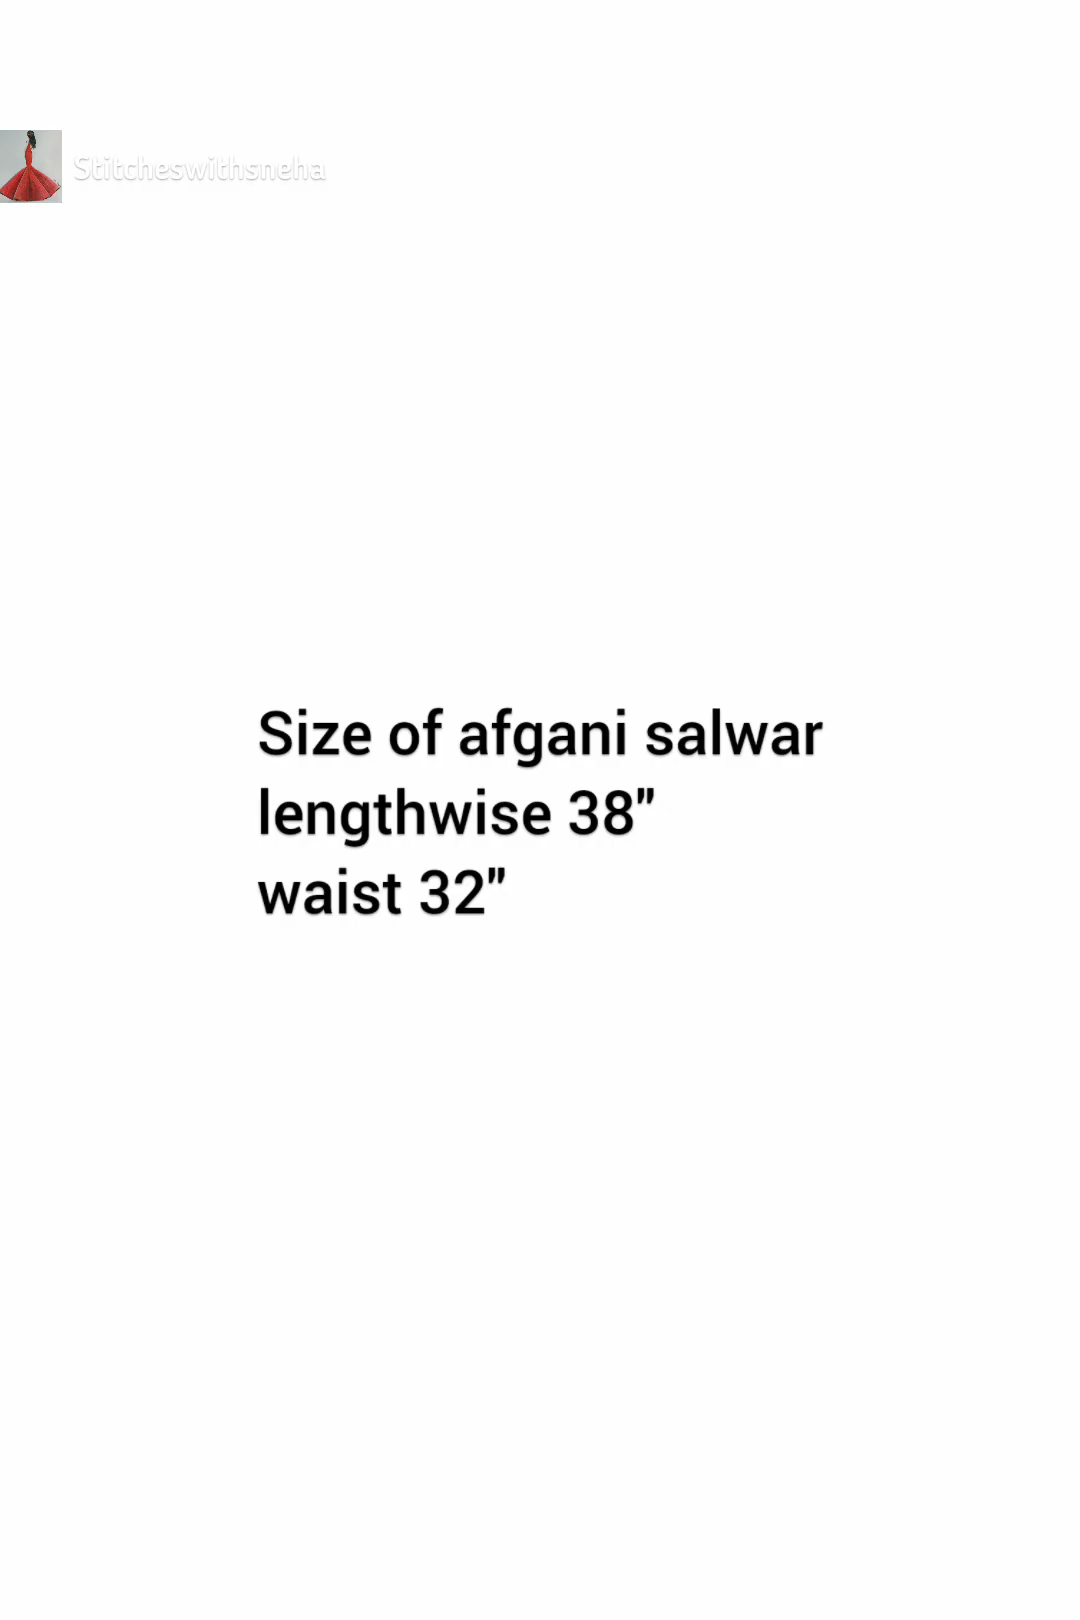 Stitcheswithsneha
Size of afgani salwar
lengthwise 38"
waist 32"